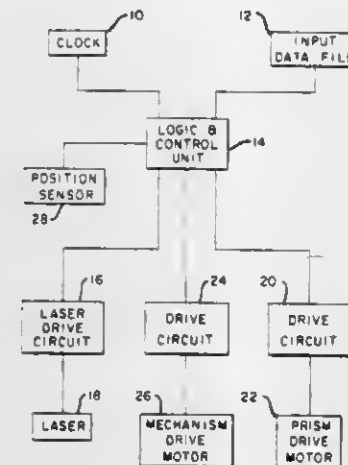 10
12
CLOCK
INPUT
DATA FILE
LOGIC &
CONTROL
UNIT
14
POSITION
SENSOR
28
16
24
20
LASER
DRIVE
CIRCUIT
DRIVE
CIRCUIT
DRIVE
CIRCUIT
18
26
22
LASER
MECHANISM
DRIVE
MOTOR
PRISM
DRIVE
MOTOR